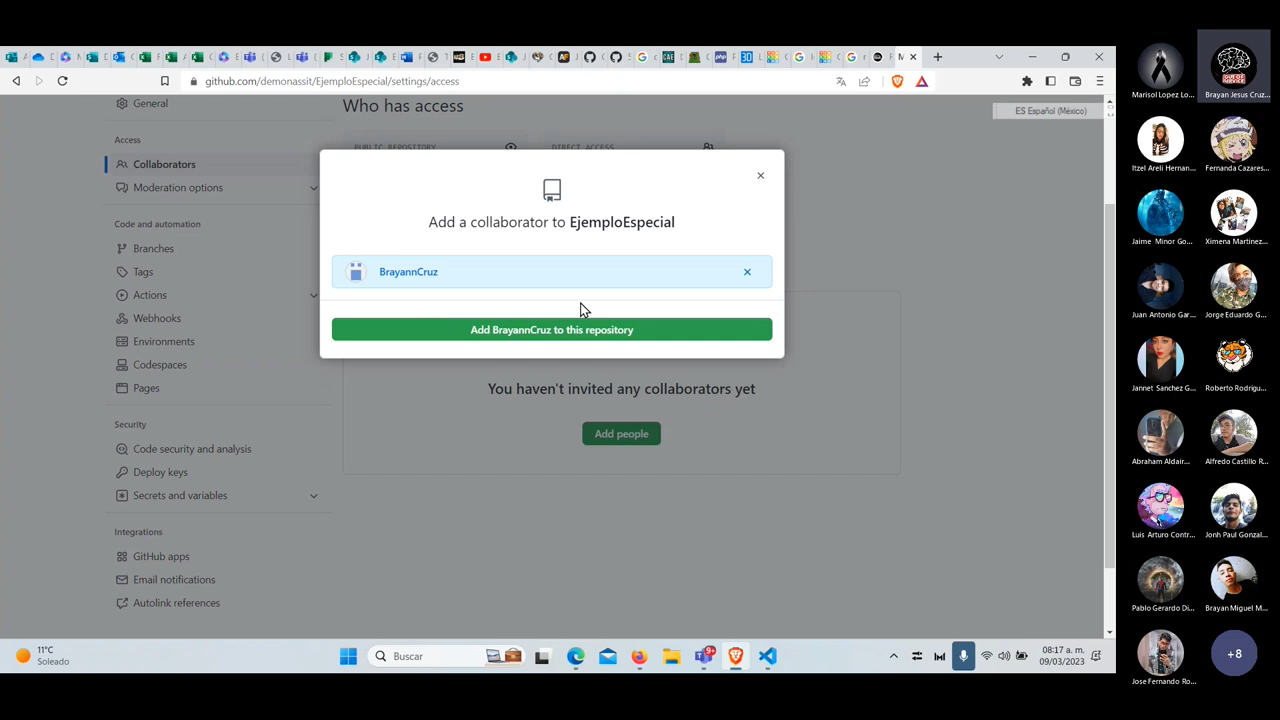 github.com/demonassit/EjemploEspecial/settings/access
ES Español (México)
General
Access
Collaborators
Moderation options
Code and automation
Branches
Tags
Actions
Webhooks
Environments
Codespaces
Pages
Security
Code security and analysis
Deploy keys
Secrets and variables
Integrations
GitHub apps
Email notifications
Autolink references
Who has access
PUBLIC REPOSITORY
DIRECT ACCESS
Add a collaborator to EjemploEspecial
BrayannCruz
Add BrayannCruz to this repository
You haven't invited any collaborators yet
Add people
11°C
Soleado
Buscar
9+
08:17 a. m.
09/03/2023
Marisol Lopez Lo...
Brayan Jesus Cruz...
Itzel Areli Hernan...
Fernanda Cazares...
Jaime Minor Go...
Ximena Martinez...
Juan Antonio Gar...
Jorge Eduardo G...
Jannet Sanchez G...
Roberto Rodrigu...
Abraham Aldair...
Alfredo Castillo R...
Luis Arturo Contr...
Jonh Paul Gonzal...
Pablo Gerardo Di...
Brayan Miguel M...
Jose Fernando Ro...
+8